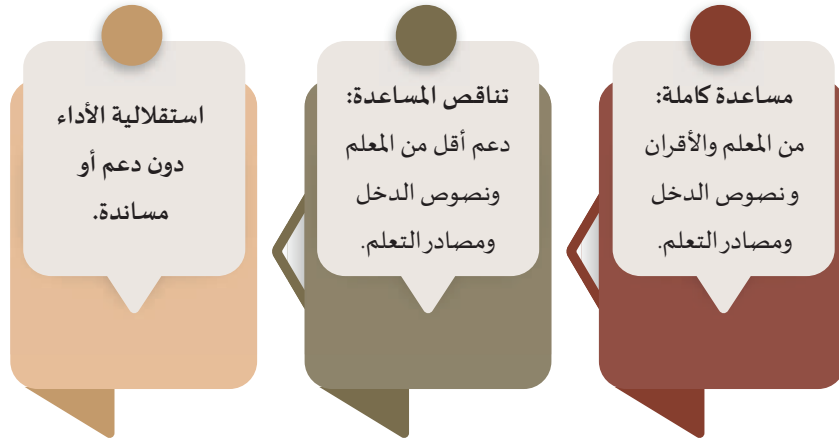 مساعدة كاملة:
من المعلم والأقران
ونصوص الدخل
ومصادر التعلم.
تناقص المساعدة:
دعم أقل من المعلم
ونصوص الدخل
ومصادر التعلم.
استقلالية الأداء
دون دعم أو
مساندة.